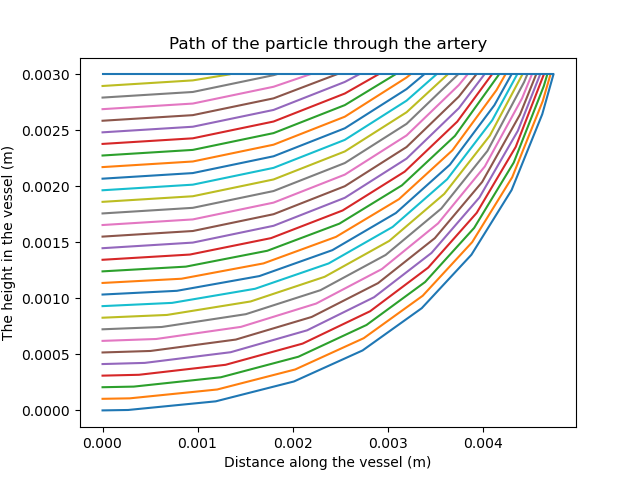 Path of the particle through the artery
The height in the vessel (m)
0.0030
0.0025
0.0020
0.0015
0.0010
0.0005
0.0000
0.000 0.001 0.002 0.003 0.004
Distance along the vessel (m)